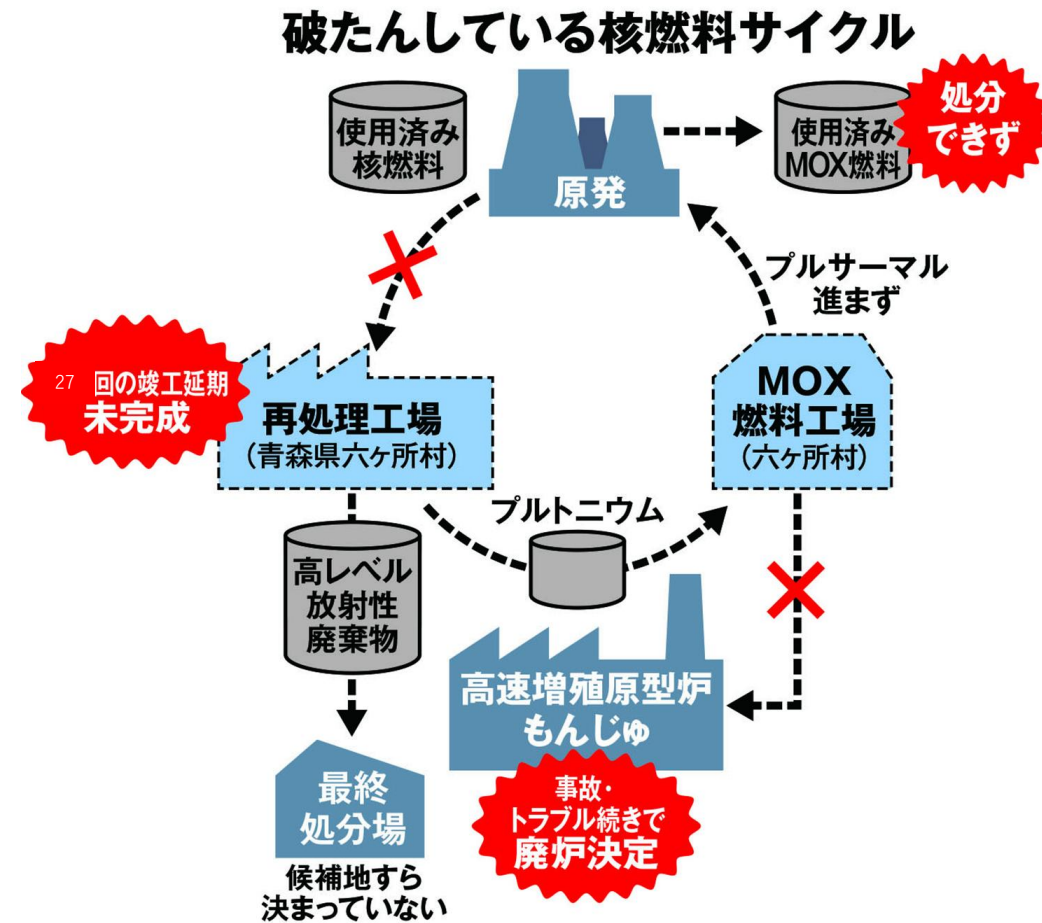 破たんしている核燃料サイクル
使用済み
核燃料
原発
使用済み
MOX燃料
処分
できず
プルサーマル
進まず
27 回の竣工延期
未完成
再処理工場
（青森県六ヶ所村）
MOX
燃料工場
（六ヶ所村）
プルトニウム
高レベル
放射性
廃棄物
高速増殖原型炉
もんじゅ
事故・
トラブル続きで
廃炉決定
最終
処分場
候補地すら
決まっていない